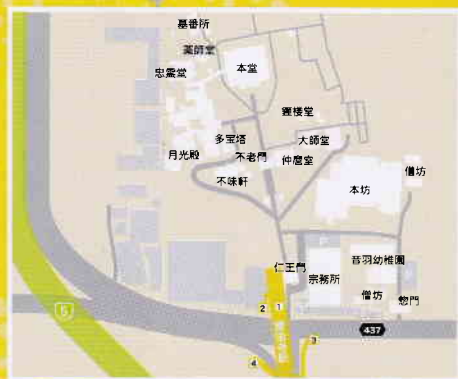 墓番所
薬師堂
忠霊堂
本堂
鐘楼堂
多宝塔
大師堂
月光殿
不老門
仲麿堂
不昧軒
本坊
僧坊
P
仁王門
宗務所
音羽幼稚園
2
1
僧坊
惣門
5
437
3
4